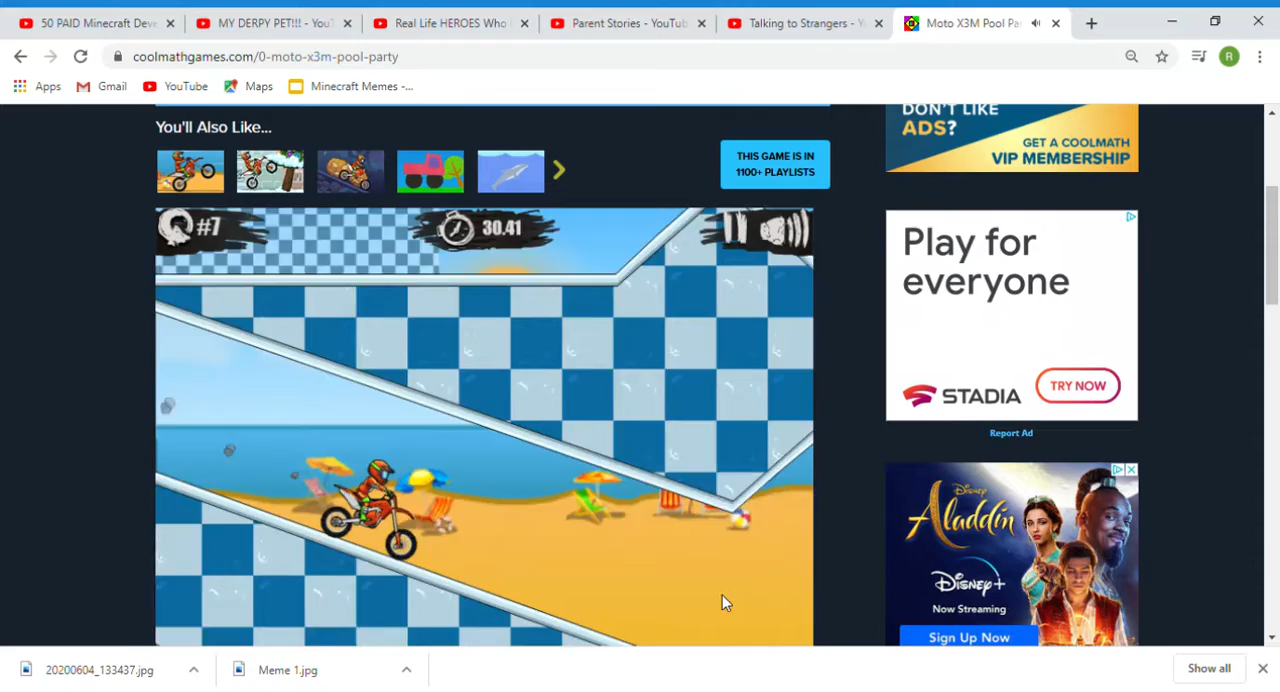 50 PAID Minecraft Deve
MY DERPY PET!!! - YouT
Real Life HEROES Who
Parent Stories - YouTub
Talking to Strangers - Y
Moto X3M Pool Pa
coolmathgames.com/0-moto-x3m-pool-party
R
Apps
Gmail
YouTube
Maps
Minecraft Memes -...
You'll Also Like...
THIS GAME IS IN
1100+ PLAYLISTS
DON'T LIKE
ADS?
GET A COOLMATH
VIP MEMBERSHIP
#7
30.41
Play for
everyone
STADIA
TRY NOW
Report Ad
Disney
Aladdin
Disney+
Now Streaming
Sign Up Now
20200604_133437.jpg
Meme 1.jpg
Show all